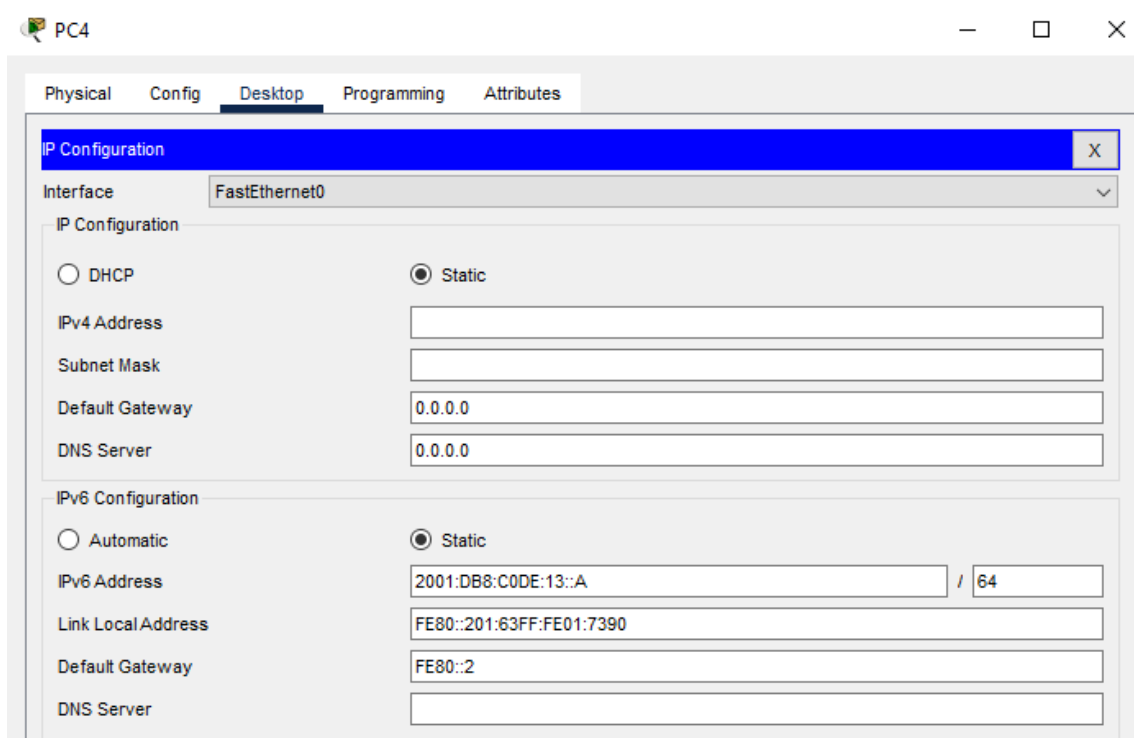 PC4
Physical Config Desktop Programming Attributes
IP Configuration X
Interface FastEthernet0
IP Configuration
DHCP Static
IPv4 Address
Subnet Mask
Default Gateway 0.0.0.0
DNS Server 0.0.0.0
IPv6 Configuration
Automatic Static
IPv6 Address 2001:DB8:C0DE:13::A / 64
Link Local Address FE80::201:63FF:FE01:7390
Default Gateway FE80::2
DNS Server